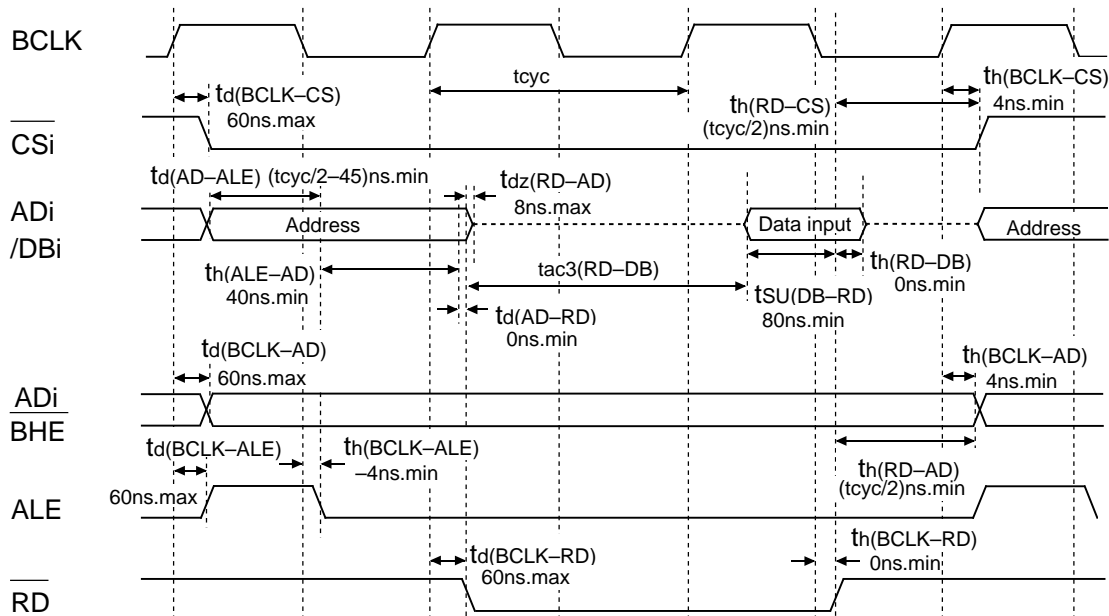 BCLK
tcyc
td(BCLK–CS)
60ns.max
th(RD–CS)
(tcyc/2)ns.min
th(BCLK–CS)
4ns.min
CSi
td(AD–ALE) (tcyc/2–45)ns.min
tdz(RD–AD)
8ns.max
ADi
/DBi
Address
Data input
Address
th(ALE–AD)
40ns.min
tac3(RD–DB)
th(RD–DB)
0ns.min
tSU(DB–RD)
80ns.min
td(AD–RD)
0ns.min
td(BCLK–AD)
60ns.max
th(BCLK–AD)
4ns.min
ADi
BHE
td(BCLK–ALE)
60ns.max
th(BCLK–ALE)
–4ns.min
th(RD–AD)
(tcyc/2)ns.min
ALE
td(BCLK–RD)
60ns.max
th(BCLK–RD)
0ns.min
RD